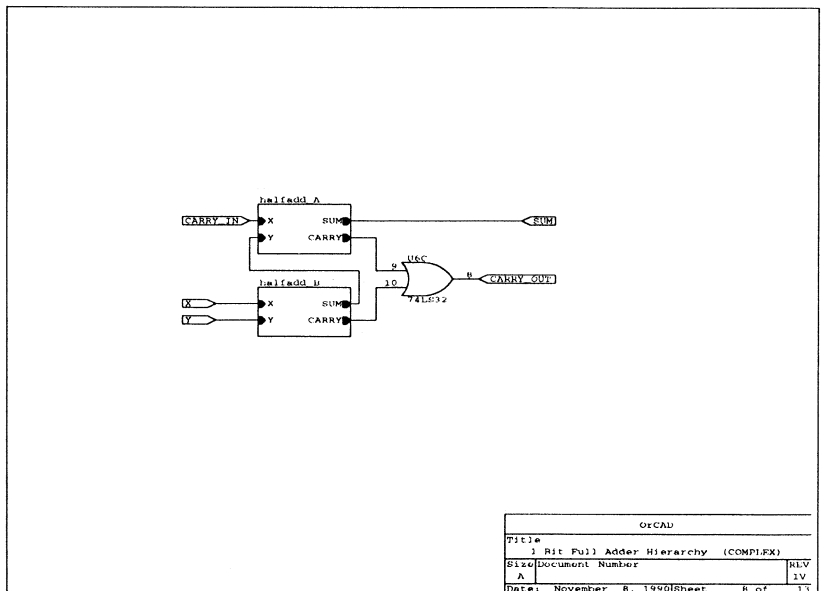 halfadd_A
CARRY_IN X SUM SUM
Y CARRY
U6C
9
8 CARRY_OUT
halfadd_B
10
X X SUM 74LS32
Y Y CARRY
OrCAD
Title
1 Bit Full Adder Hierarchy (COMPLEX)
Size Document Number REV
A IV
Date: November 8, 1990 Sheet 8 of 13